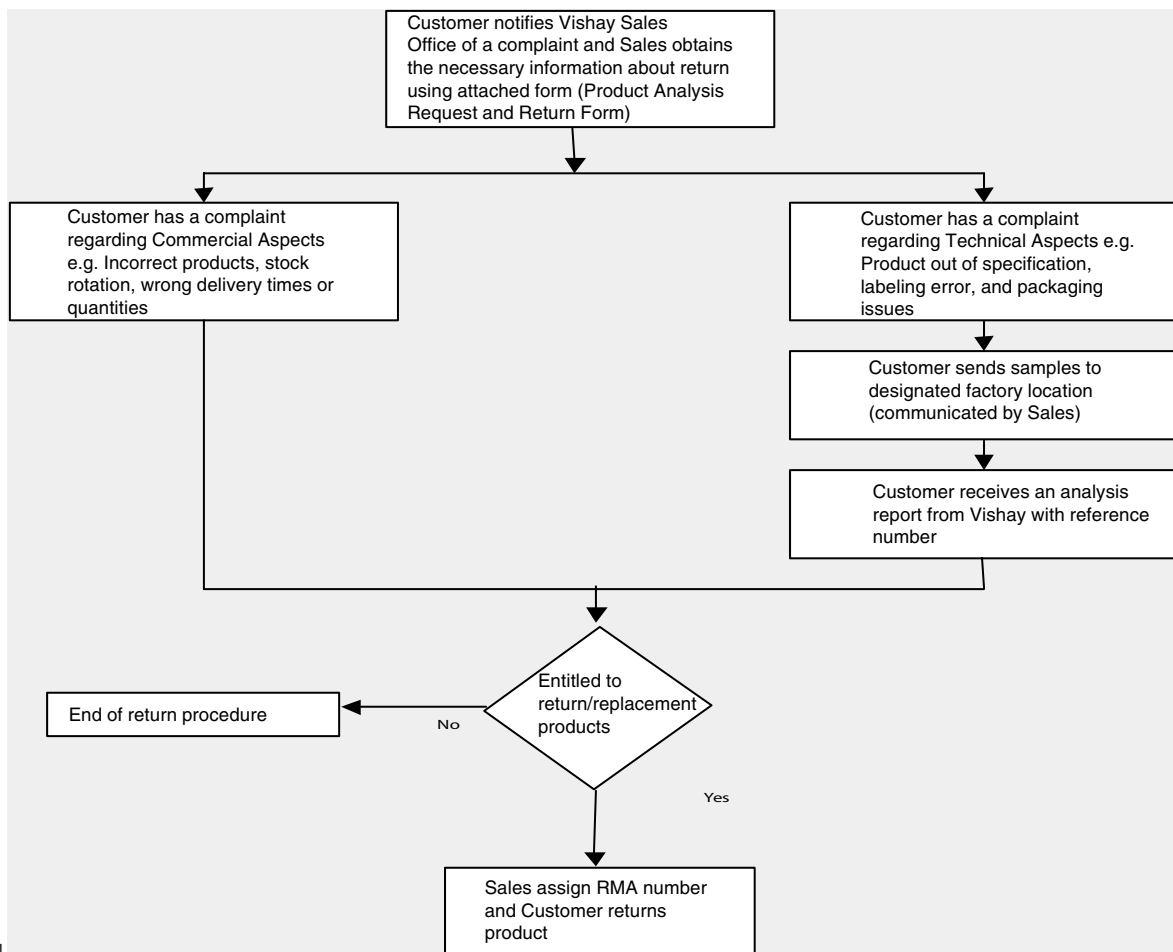 Customer notifies Vishay Sales
Office of a complaint and Sales obtains
the necessary information about return
using attached form (Product Analysis
Request and Return Form)
Customer has a complaint
regarding Commercial Aspects
e.g. Incorrect products, stock
rotation, wrong delivery times or
quantities
Customer has a complaint
regarding Technical Aspects e.g.
Product out of specification,
labeling error, and packaging
issues
Customer sends samples to
designated factory location
(communicated by Sales)
Customer receives an analysis
report from Vishay with reference
number
Entitled to
return/replacement
products
No
End of return procedure
Yes
Sales assign RMA number
and Customer returns
product